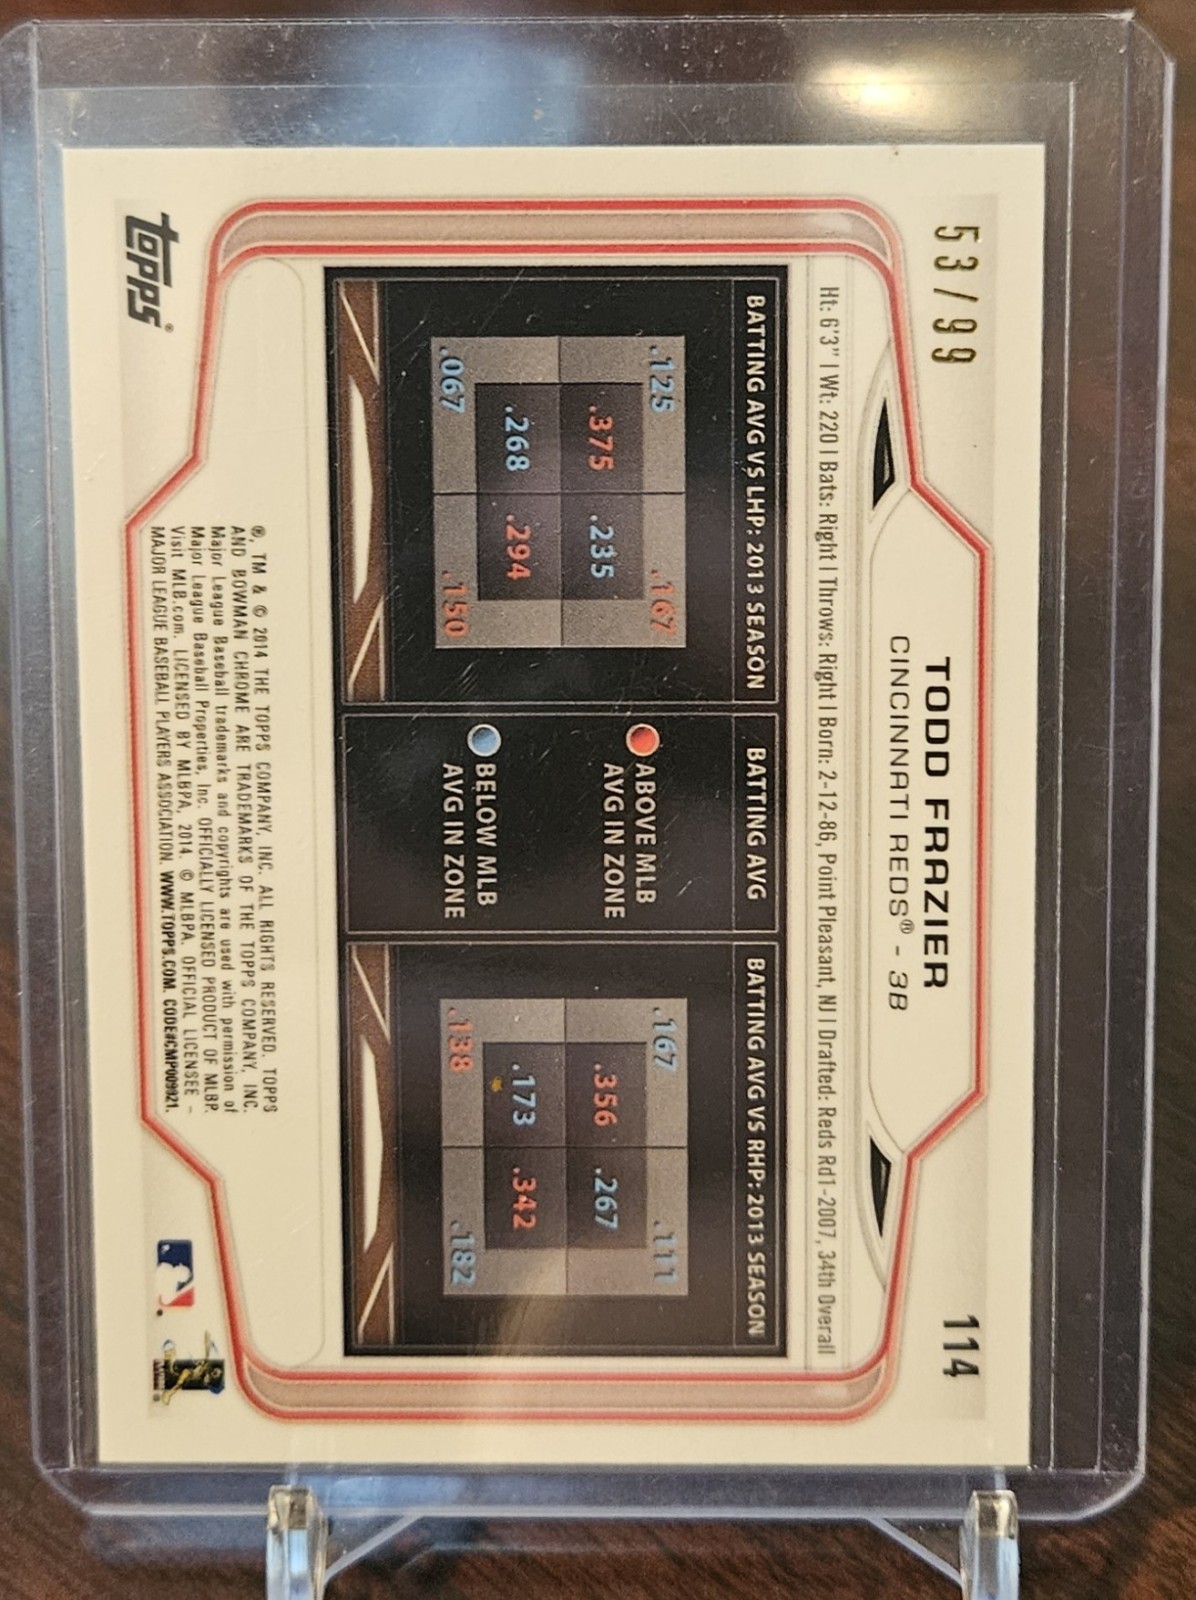 53/99
114
TODD FRAZIER
CINCINNATI REDS® - 3B
Ht: 6'3" | Wt: 220 | Bats: Right | Throws: Right | Born: 2-12-86, Point Pleasant, NJ | Drafted: Reds Rd1-2007, 34th Overall
BATTING AVG VS LHP: 2013 SEASON
.125
.167
.375
.235
.268
.294
.067
.150
BATTING AVG
ABOVE MLB
AVG IN ZONE
BELOW MLB
AVG IN ZONE
BATTING AVG VS RHP: 2013 SEASON
.167
.111
.356
.267
.173
.342
.138
.182
®, TM & © 2014 THE TOPPS COMPANY, INC. ALL RIGHTS RESERVED. TOPPS
AND BOWMAN CHROME ARE TRADEMARKS OF THE TOPPS COMPANY, INC.
Major League Baseball trademarks and copyrights are used with permission of
Major League Baseball Properties, Inc. OFFICIALLY LICENSED PRODUCT OF MLBP.
Visit MLB.com. LICENSED BY MLBPA, 2014. © MLBPA. OFFICIAL LICENSEE -
MAJOR LEAGUE BASEBALL PLAYERS ASSOCIATION. WWW.TOPPS.COM. CODE#CMP009921.
topps®